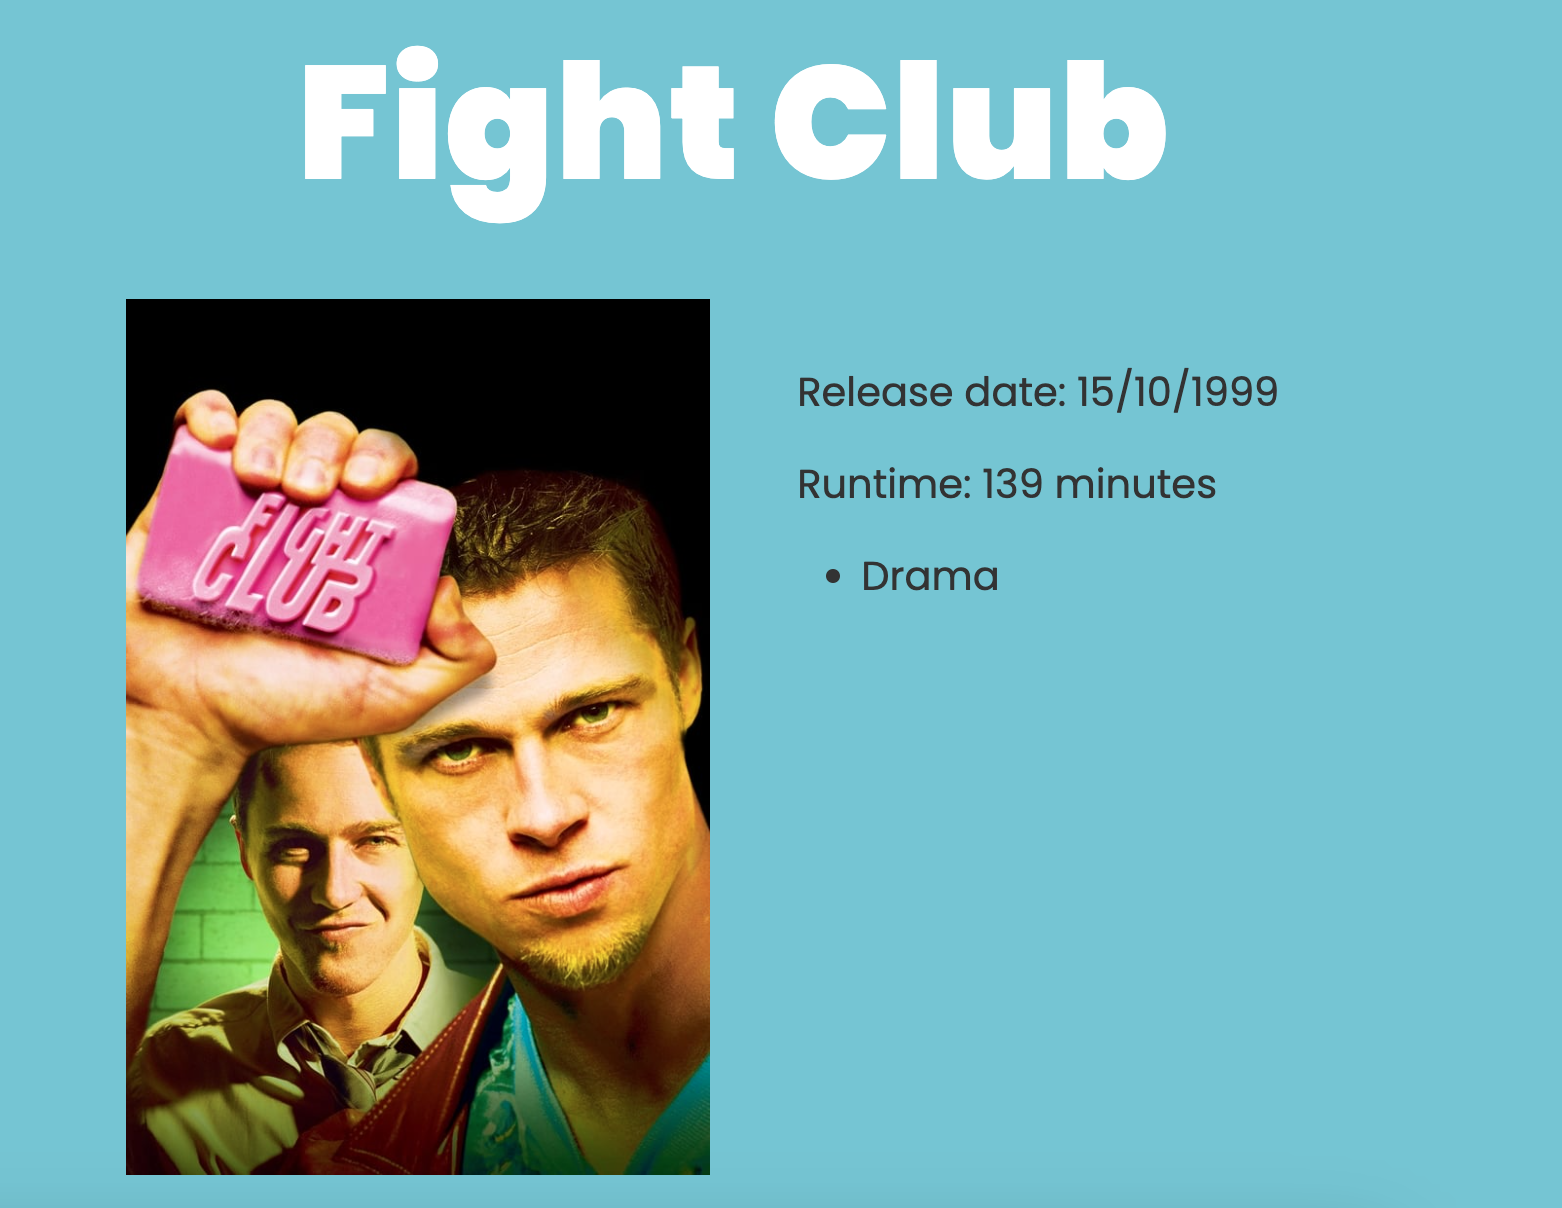 Fight Club
FIGHT
CLUB
Release date: 15/10/1999
Runtime: 139 minutes
• Drama